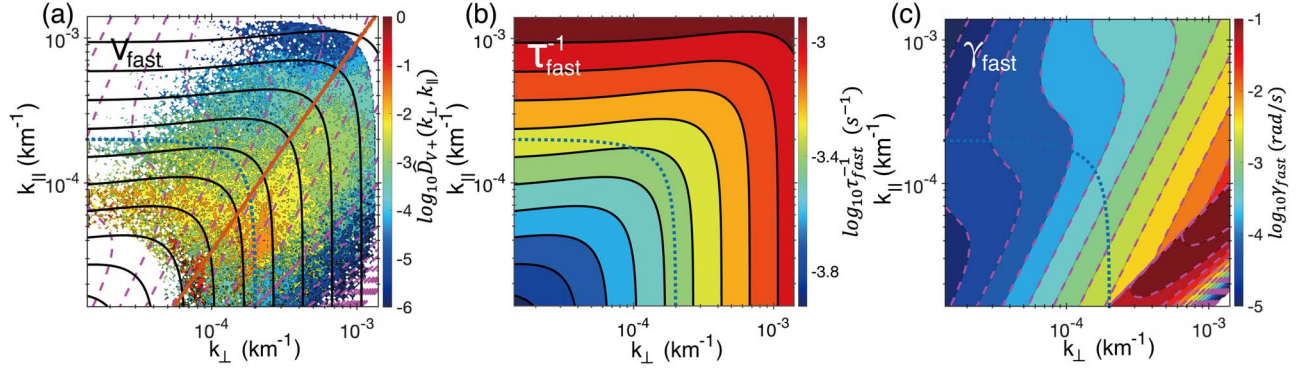 (a)
V_fast
k_∥ (km⁻¹)
10⁻³
10⁻⁴
10⁻⁴
10⁻³
k_⊥ (km⁻¹)
0
-1
-2
-3
-4
-5
-6
log₁₀D̂_V+(k_⊥, k_∥)
(b)
τ⁻¹_fast
k_∥ (km⁻¹)
10⁻³
10⁻⁴
10⁻⁴
10⁻³
k_⊥ (km⁻¹)
-3
-3.4
-3.8
log₁₀τ⁻¹_fast (s⁻¹)
(c)
γ_fast
k_∥ (km⁻¹)
10⁻³
10⁻⁴
10⁻⁴
10⁻³
k_⊥ (km⁻¹)
-1
-2
-3
-4
-5
log₁₀γ_fast (rad/s)